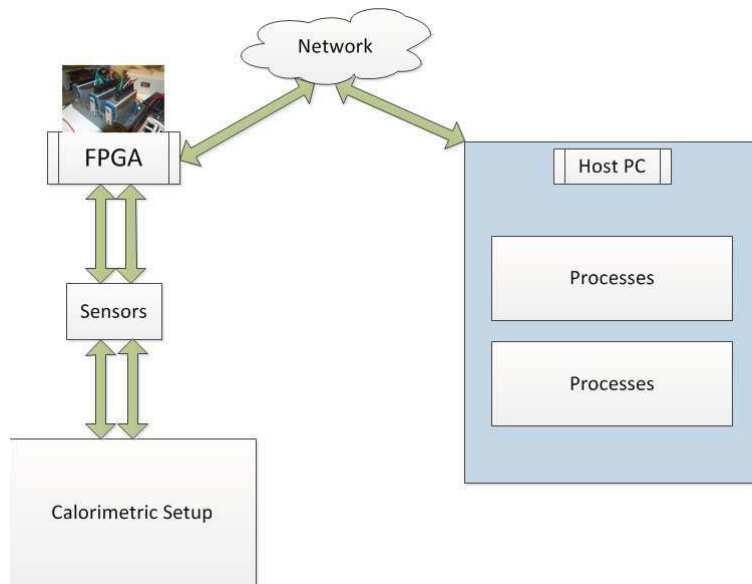 Network
FPGA
Host PC
Sensors
Processes
Processes
Calorimetric Setup